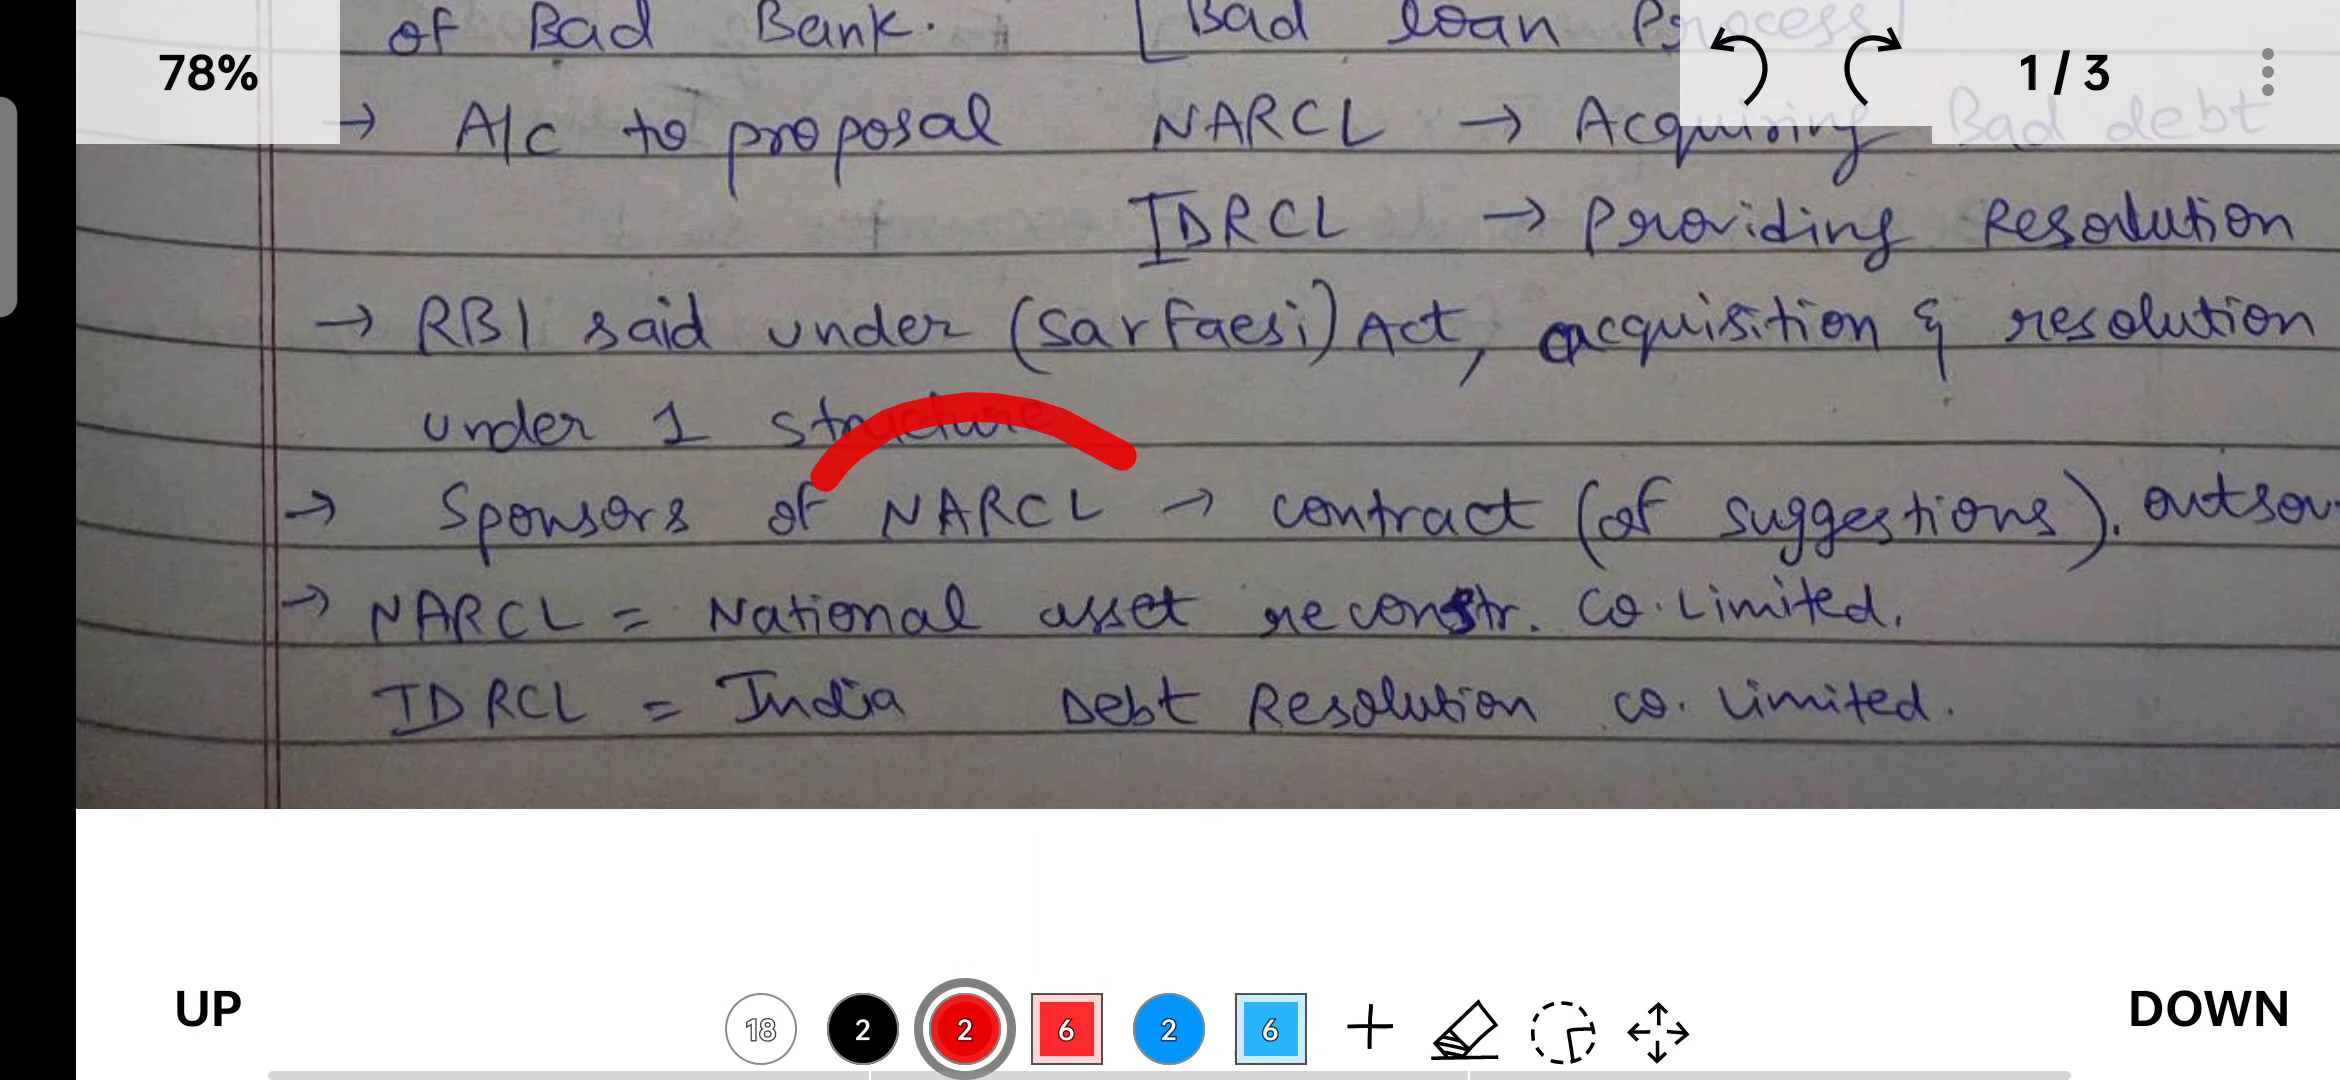 of Bad Bank. [Bad loan Process]
78%
1 / 3
→ A/c to proposal NARCL → Acquiring Bad debt
IDRCL → Providing Resolution
→ RBI said under (Sarfaesi) Act, acquisition & resolution
under 1 structure
→ Sponsors of NARCL → contract (of suggestions). outsou
→ NARCL = National asset reconstr. Co. Limited.
IDRCL = India Debt Resolution co. Limited.
UP
18 2 2 6 2 6
DOWN